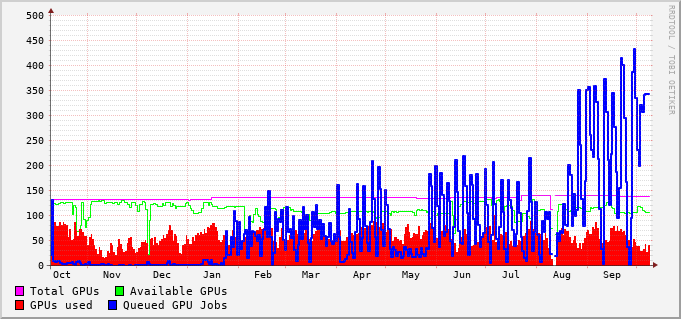 500
450
400
350
300
250
200
150
100
50
0
Oct Nov Dec Jan Feb Mar Apr May Jun Jul Aug Sep
Total GPUs Available GPUs
GPUs used Queued GPU Jobs
RRDTOOL / TOBI OETIKER